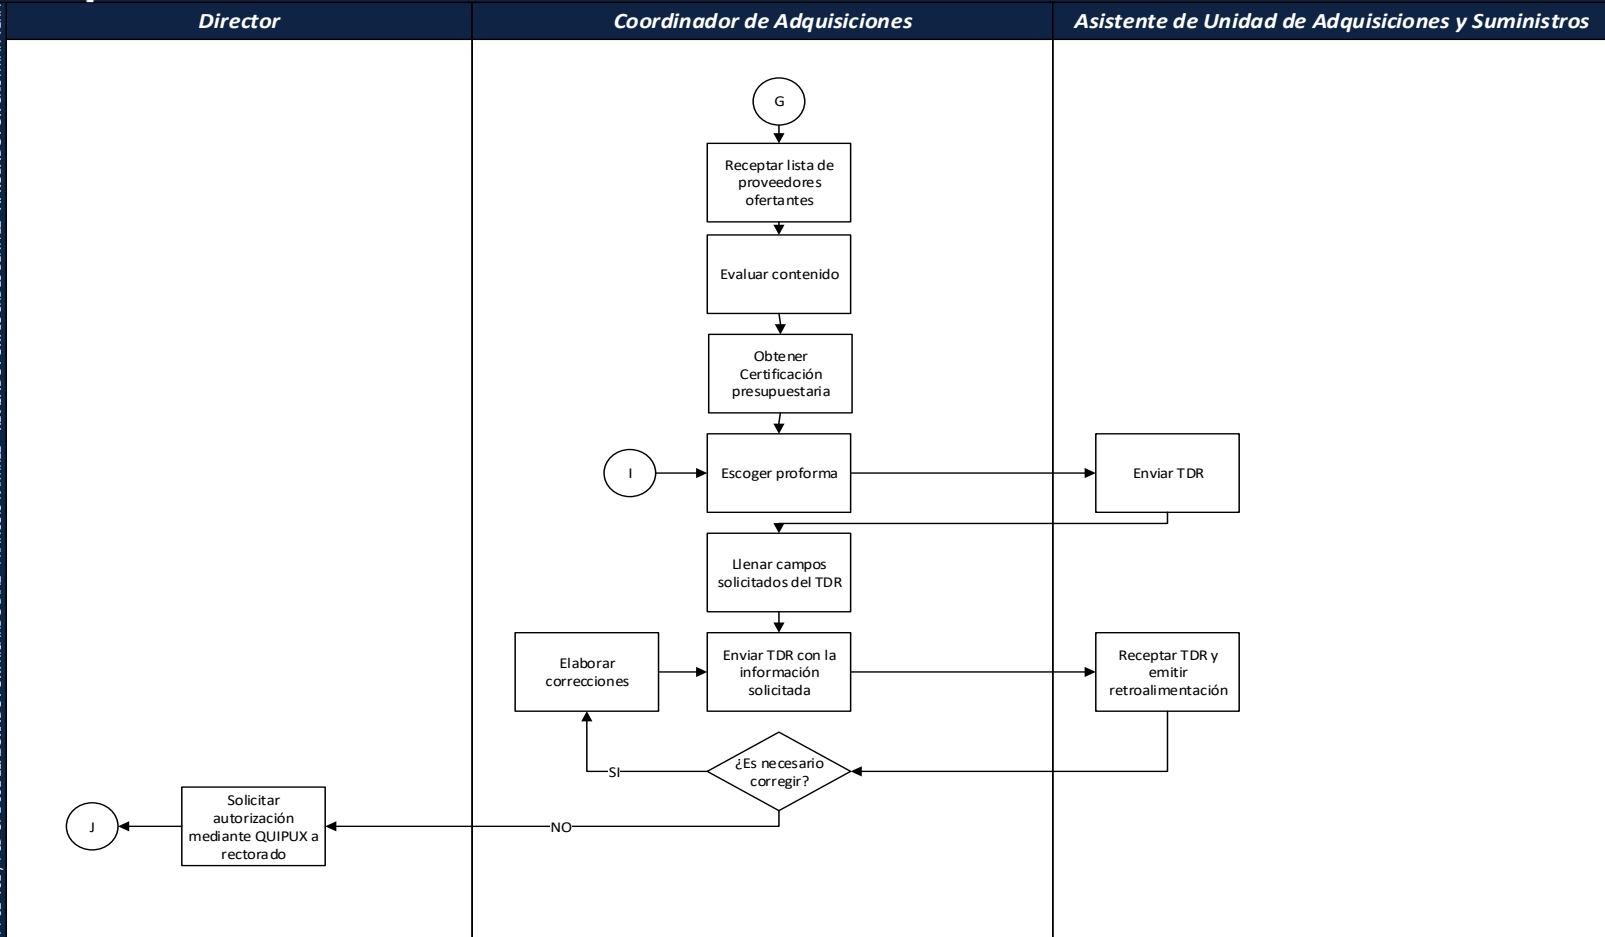 Director
Coordinador de Adquisiciones
Asistente de Unidad de Adquisiciones y Suministros
G
Receptar lista de
proveedores
ofertantes
Evaluar contenido
Obtener
Certificación
presupuestaria
I
Escoger proforma
Enviar TDR
Llenar campos
solicitados del TDR
Elaborar
correcciones
Enviar TDR con la
información
solicitada
Receptar TDR y
emitir
retroalimentación
¿Es necesario
corregir?
SI
NO
Solicitar
autorización
mediante QUIPUX a
rectorado
J